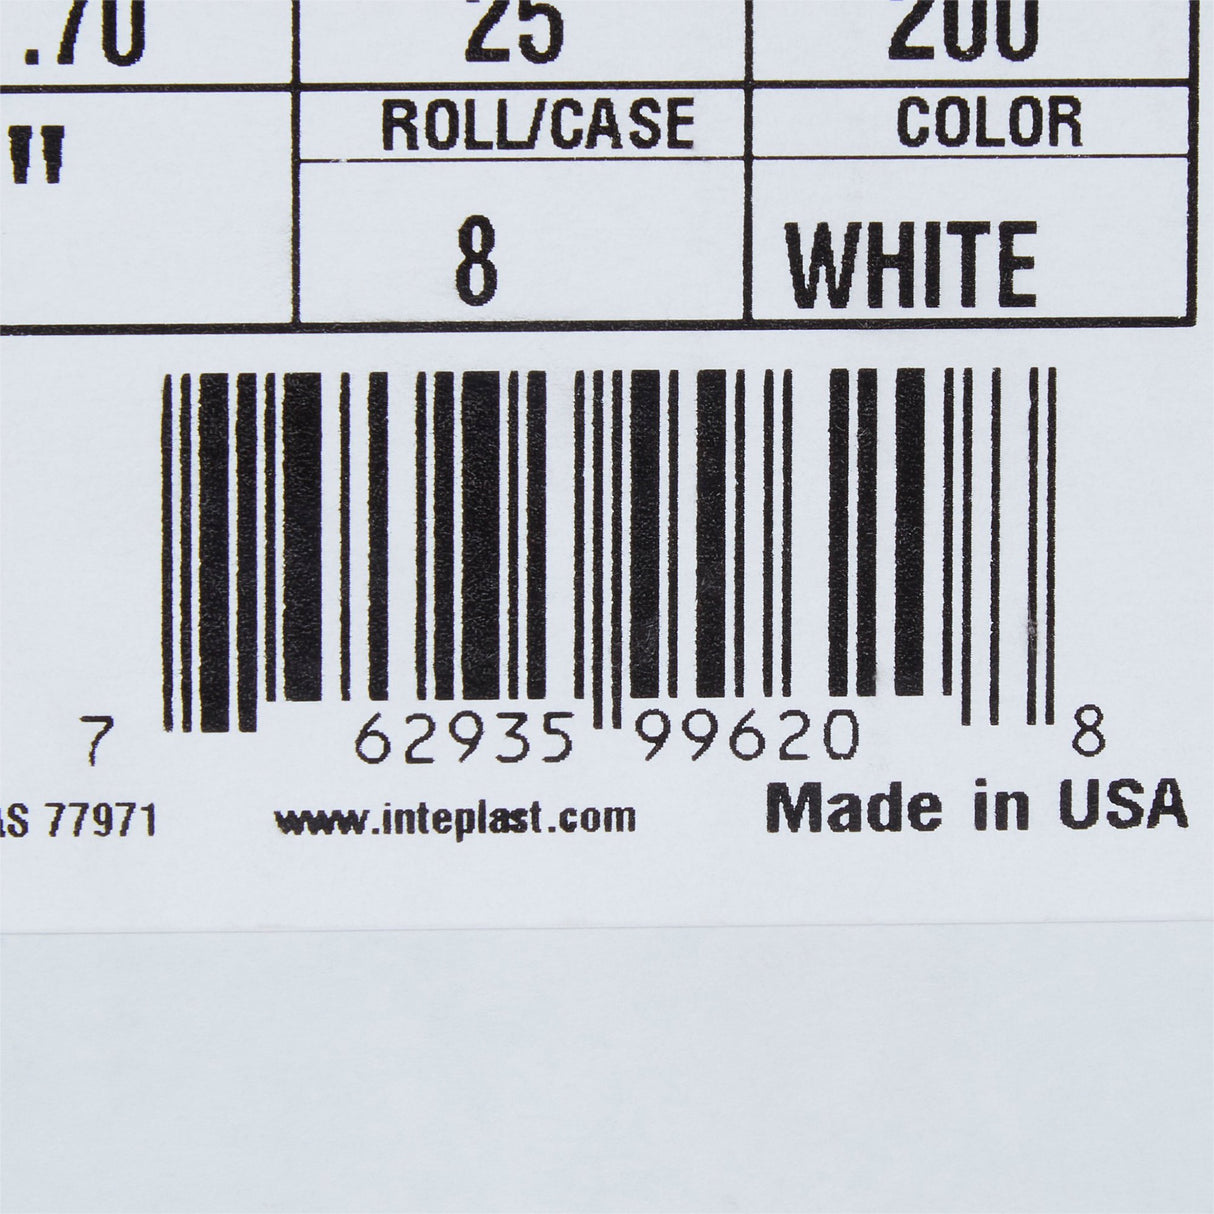 .70 25 200
ROLL/CASE COLOR
" 8 WHITE
7 62935 99620 8
AS 77971 www.inteplast.com Made in USA